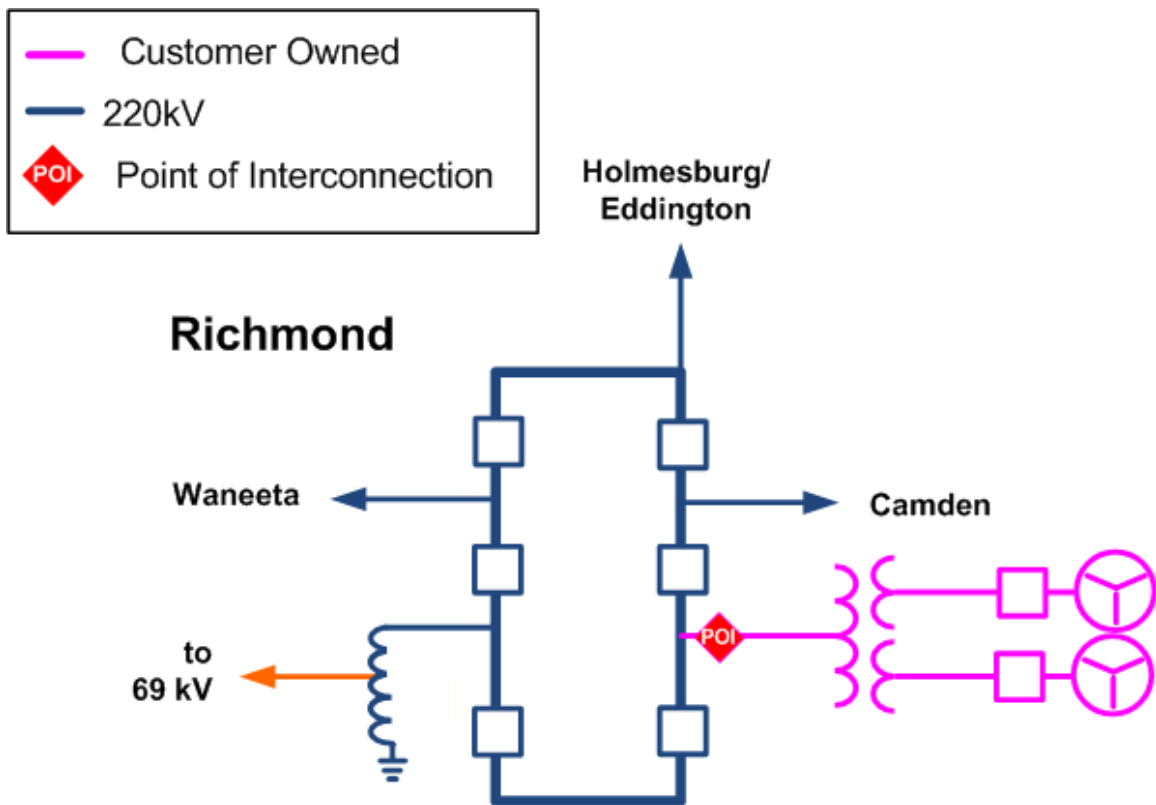 Customer Owned
220kV
POI Point of Interconnection
Holmesburg/
Eddington
Richmond
Waneeta
Camden
POI
to
69 kV